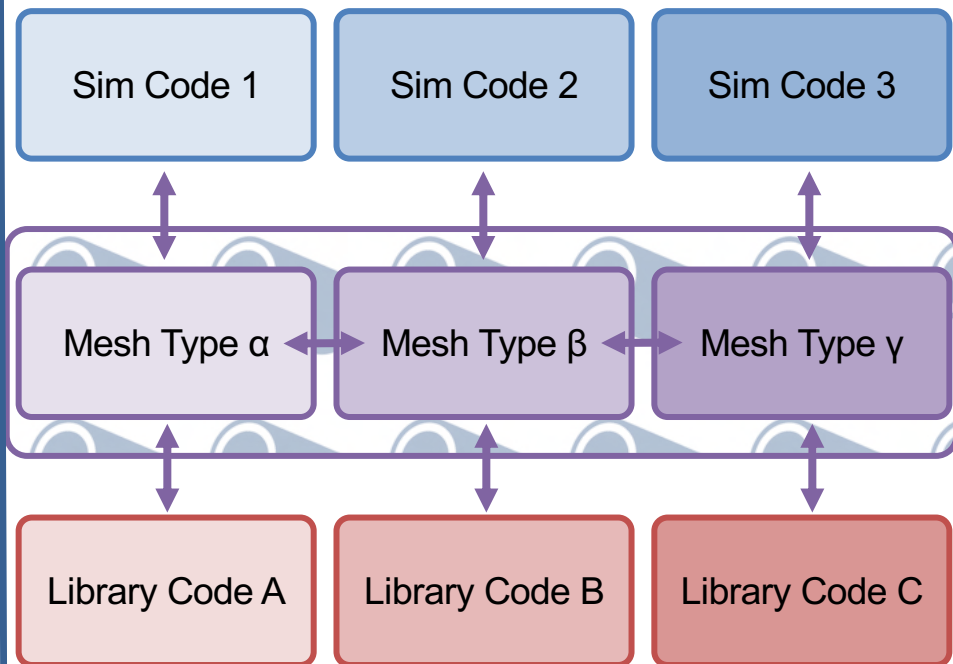 Sim Code 1
Sim Code 2
Sim Code 3
Mesh Type α
Mesh Type β
Mesh Type γ
Library Code A
Library Code B
Library Code C